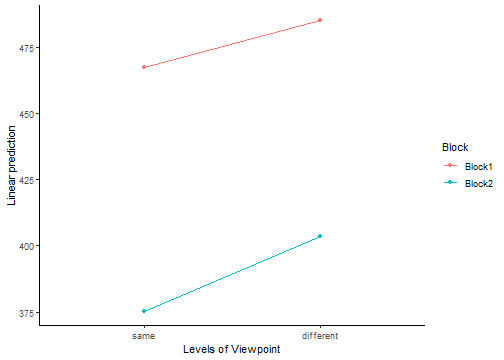 475
450
425
400
375
Linear prediction
same
different
Levels of Viewpoint
Block
Block1
Block2